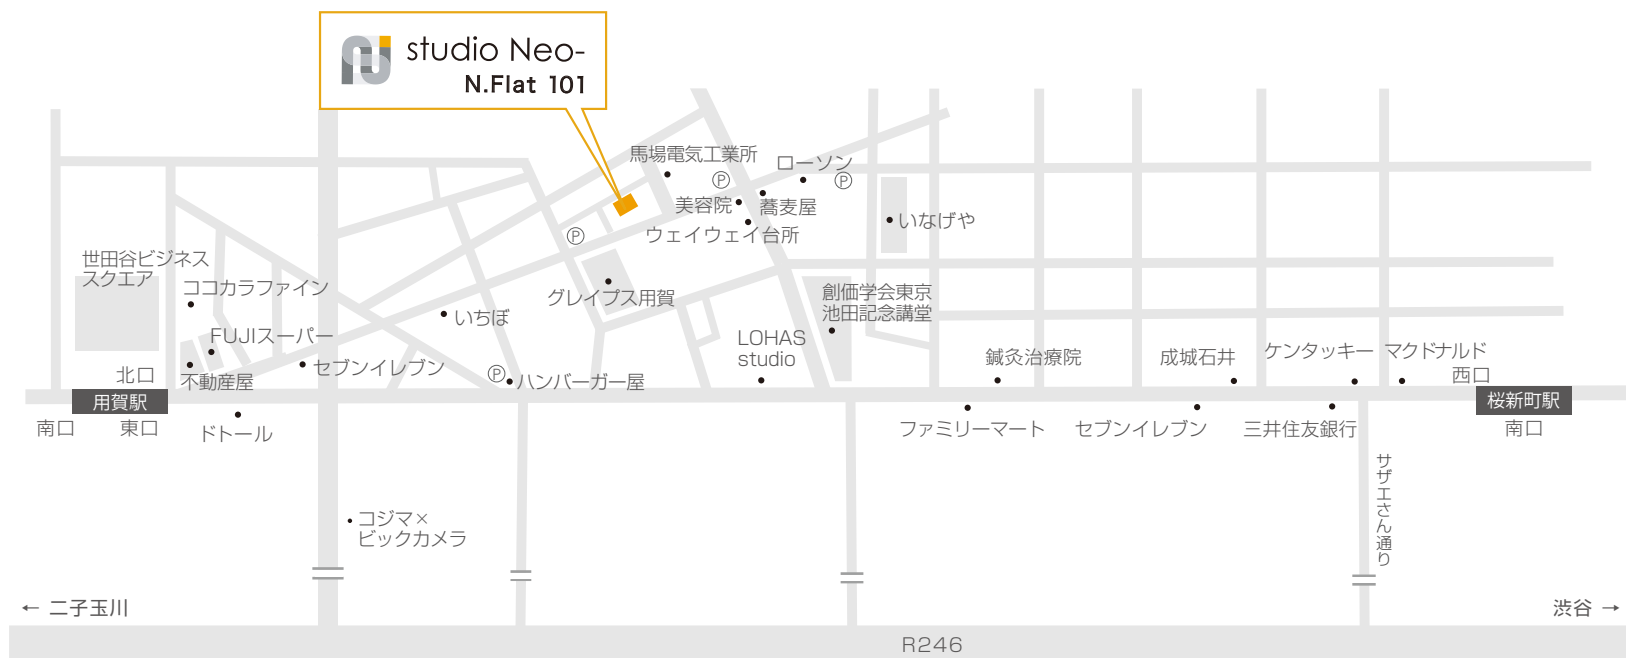 studio Neo-
N.Flat 101
馬場電気工業所
ローソン
Ⓟ
Ⓟ
美容院
蕎麦屋
ウェイウェイ台所
いなげや
Ⓟ
世田谷ビジネス
スクエア
ココカラファイン
グレイプス用賀
創価学会東京
池田記念講堂
いちぼ
FUJIスーパー
LOHAS
studio
セブンイレブン
鍼灸治療院
成城石井
ケンタッキー
マクドナルド
北口
不動産屋
Ⓟ
ハンバーガー屋
西口
用賀駅
桜新町駅
南口
東口
ドトール
ファミリーマート
セブンイレブン
三井住友銀行
南口
サザエさん通り
コジマ×
ビックカメラ
← 二子玉川
渋谷 →
R246